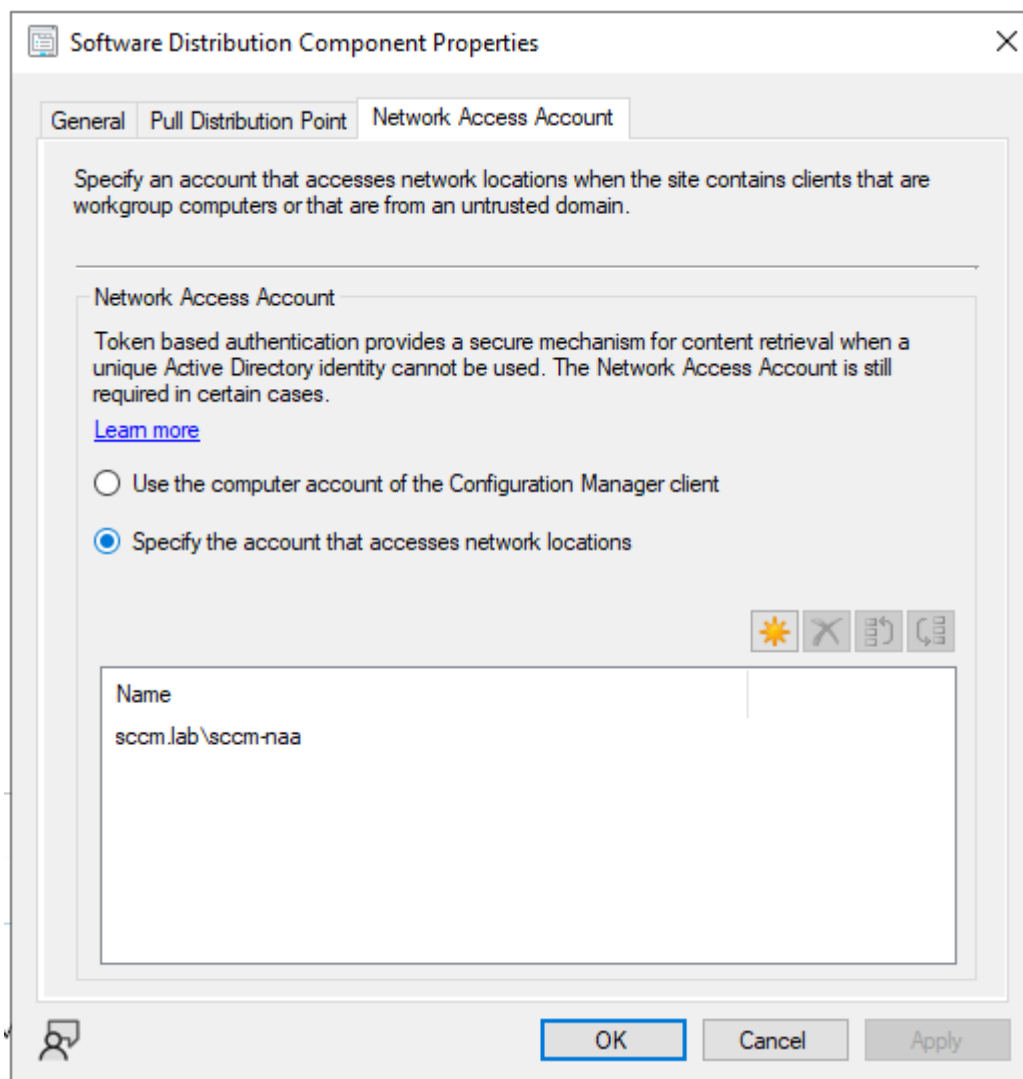 Software Distribution Component Properties
General
Pull Distribution Point
Network Access Account
Specify an account that accesses network locations when the site contains clients that are
workgroup computers or that are from an untrusted domain.
Network Access Account
Token based authentication provides a secure mechanism for content retrieval when a
unique Active Directory identity cannot be used. The Network Access Account is still
required in certain cases.
Learn more
Use the computer account of the Configuration Manager client
Specify the account that accesses network locations
Name
sccm.lab\sccm-naa
OK
Cancel
Apply